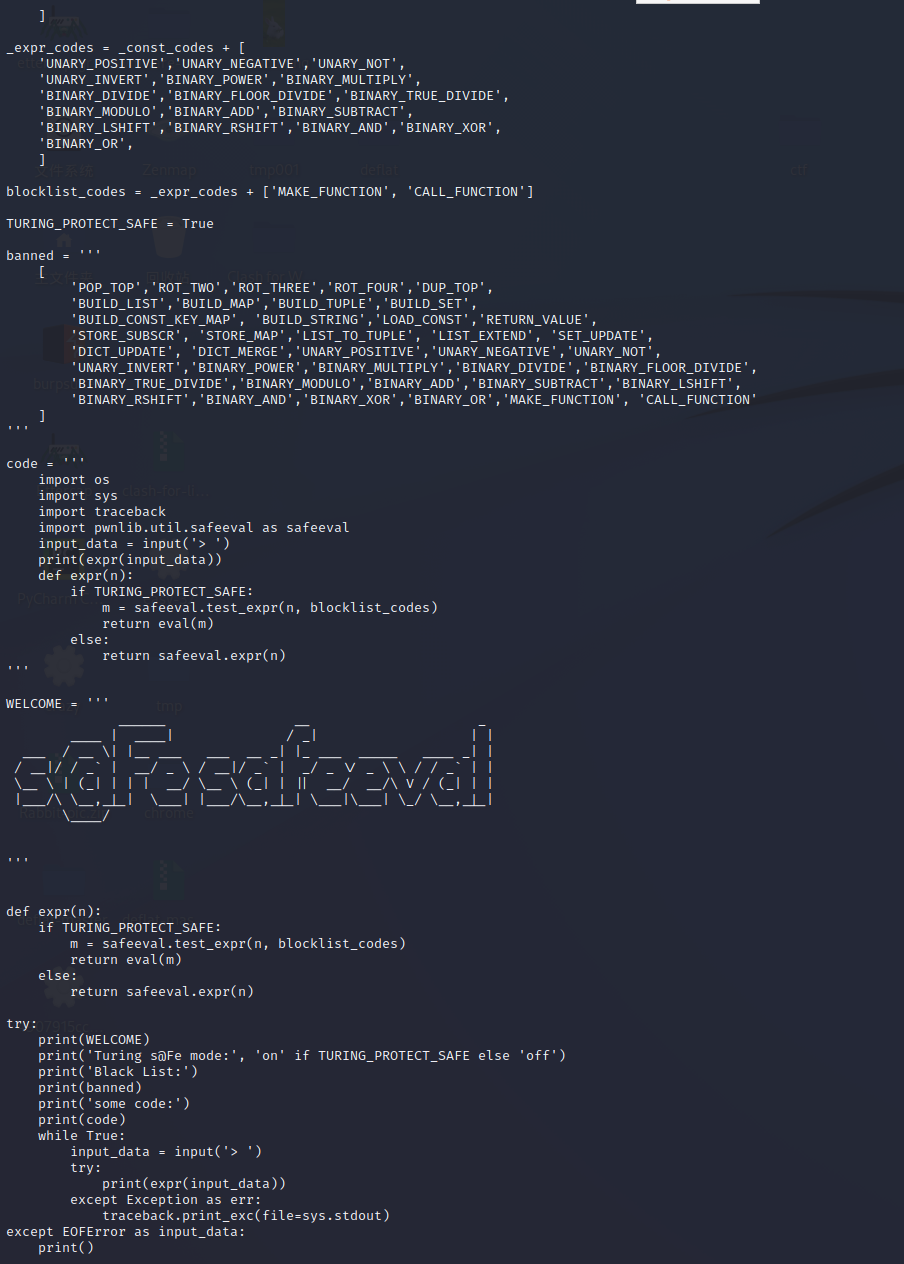 ]

_expr_codes = _const_codes + [
    'UNARY_POSITIVE','UNARY_NEGATIVE','UNARY_NOT',
    'UNARY_INVERT','BINARY_POWER','BINARY_MULTIPLY',
    'BINARY_DIVIDE','BINARY_FLOOR_DIVIDE','BINARY_TRUE_DIVIDE',
    'BINARY_MODULO','BINARY_ADD','BINARY_SUBTRACT',
    'BINARY_LSHIFT','BINARY_RSHIFT','BINARY_AND','BINARY_XOR',
    'BINARY_OR',
    ]

blocklist_codes = _expr_codes + ['MAKE_FUNCTION', 'CALL_FUNCTION']

TURING_PROTECT_SAFE = True

banned = '''
    [
        'POP_TOP','ROT_TWO','ROT_THREE','ROT_FOUR','DUP_TOP',
        'BUILD_LIST','BUILD_MAP','BUILD_TUPLE','BUILD_SET',
        'BUILD_CONST_KEY_MAP', 'BUILD_STRING','LOAD_CONST','RETURN_VALUE',
        'STORE_SUBSCR', 'STORE_MAP','LIST_TO_TUPLE', 'LIST_EXTEND', 'SET_UPDATE',
        'DICT_UPDATE', 'DICT_MERGE','UNARY_POSITIVE','UNARY_NEGATIVE','UNARY_NOT',
        'UNARY_INVERT','BINARY_POWER','BINARY_MULTIPLY','BINARY_DIVIDE','BINARY_FLOOR_DIVIDE',
        'BINARY_TRUE_DIVIDE','BINARY_MODULO','BINARY_ADD','BINARY_SUBTRACT','BINARY_LSHIFT',
        'BINARY_RSHIFT','BINARY_AND','BINARY_XOR','BINARY_OR','MAKE_FUNCTION', 'CALL_FUNCTION'
    ]
'''

code = '''
    import os
    import sys
    import traceback
    import pwnlib.util.safeeval as safeeval
    input_data = input('> ')
    print(expr(input_data))
    def expr(n):
        if TURING_PROTECT_SAFE:
            m = safeeval.test_expr(n, blocklist_codes)
            return eval(m)
        else:
            return safeeval.expr(n)
'''

WELCOME = '''


'''


def expr(n):
    if TURING_PROTECT_SAFE:
        m = safeeval.test_expr(n, blocklist_codes)
        return eval(m)
    else:
        return safeeval.expr(n)

try:
    print(WELCOME)
    print('Turing s@Fe mode:', 'on' if TURING_PROTECT_SAFE else 'off')
    print('Black List:')
    print(banned)
    print('some code:')
    print(code)
    while True:
        input_data = input('> ')
        try:
            print(expr(input_data))
        except Exception as err:
            traceback.print_exc(file=sys.stdout)
except EOFError as input_data:
    print()